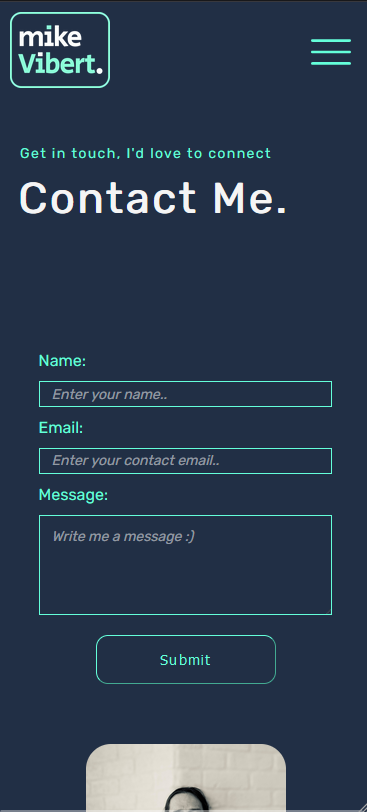 mike
Vibert.
Get in touch, I'd love to connect
Contact Me.
Name:
Enter your name..
Email:
Enter your contact email..
Message:
Write me a message :)
Submit